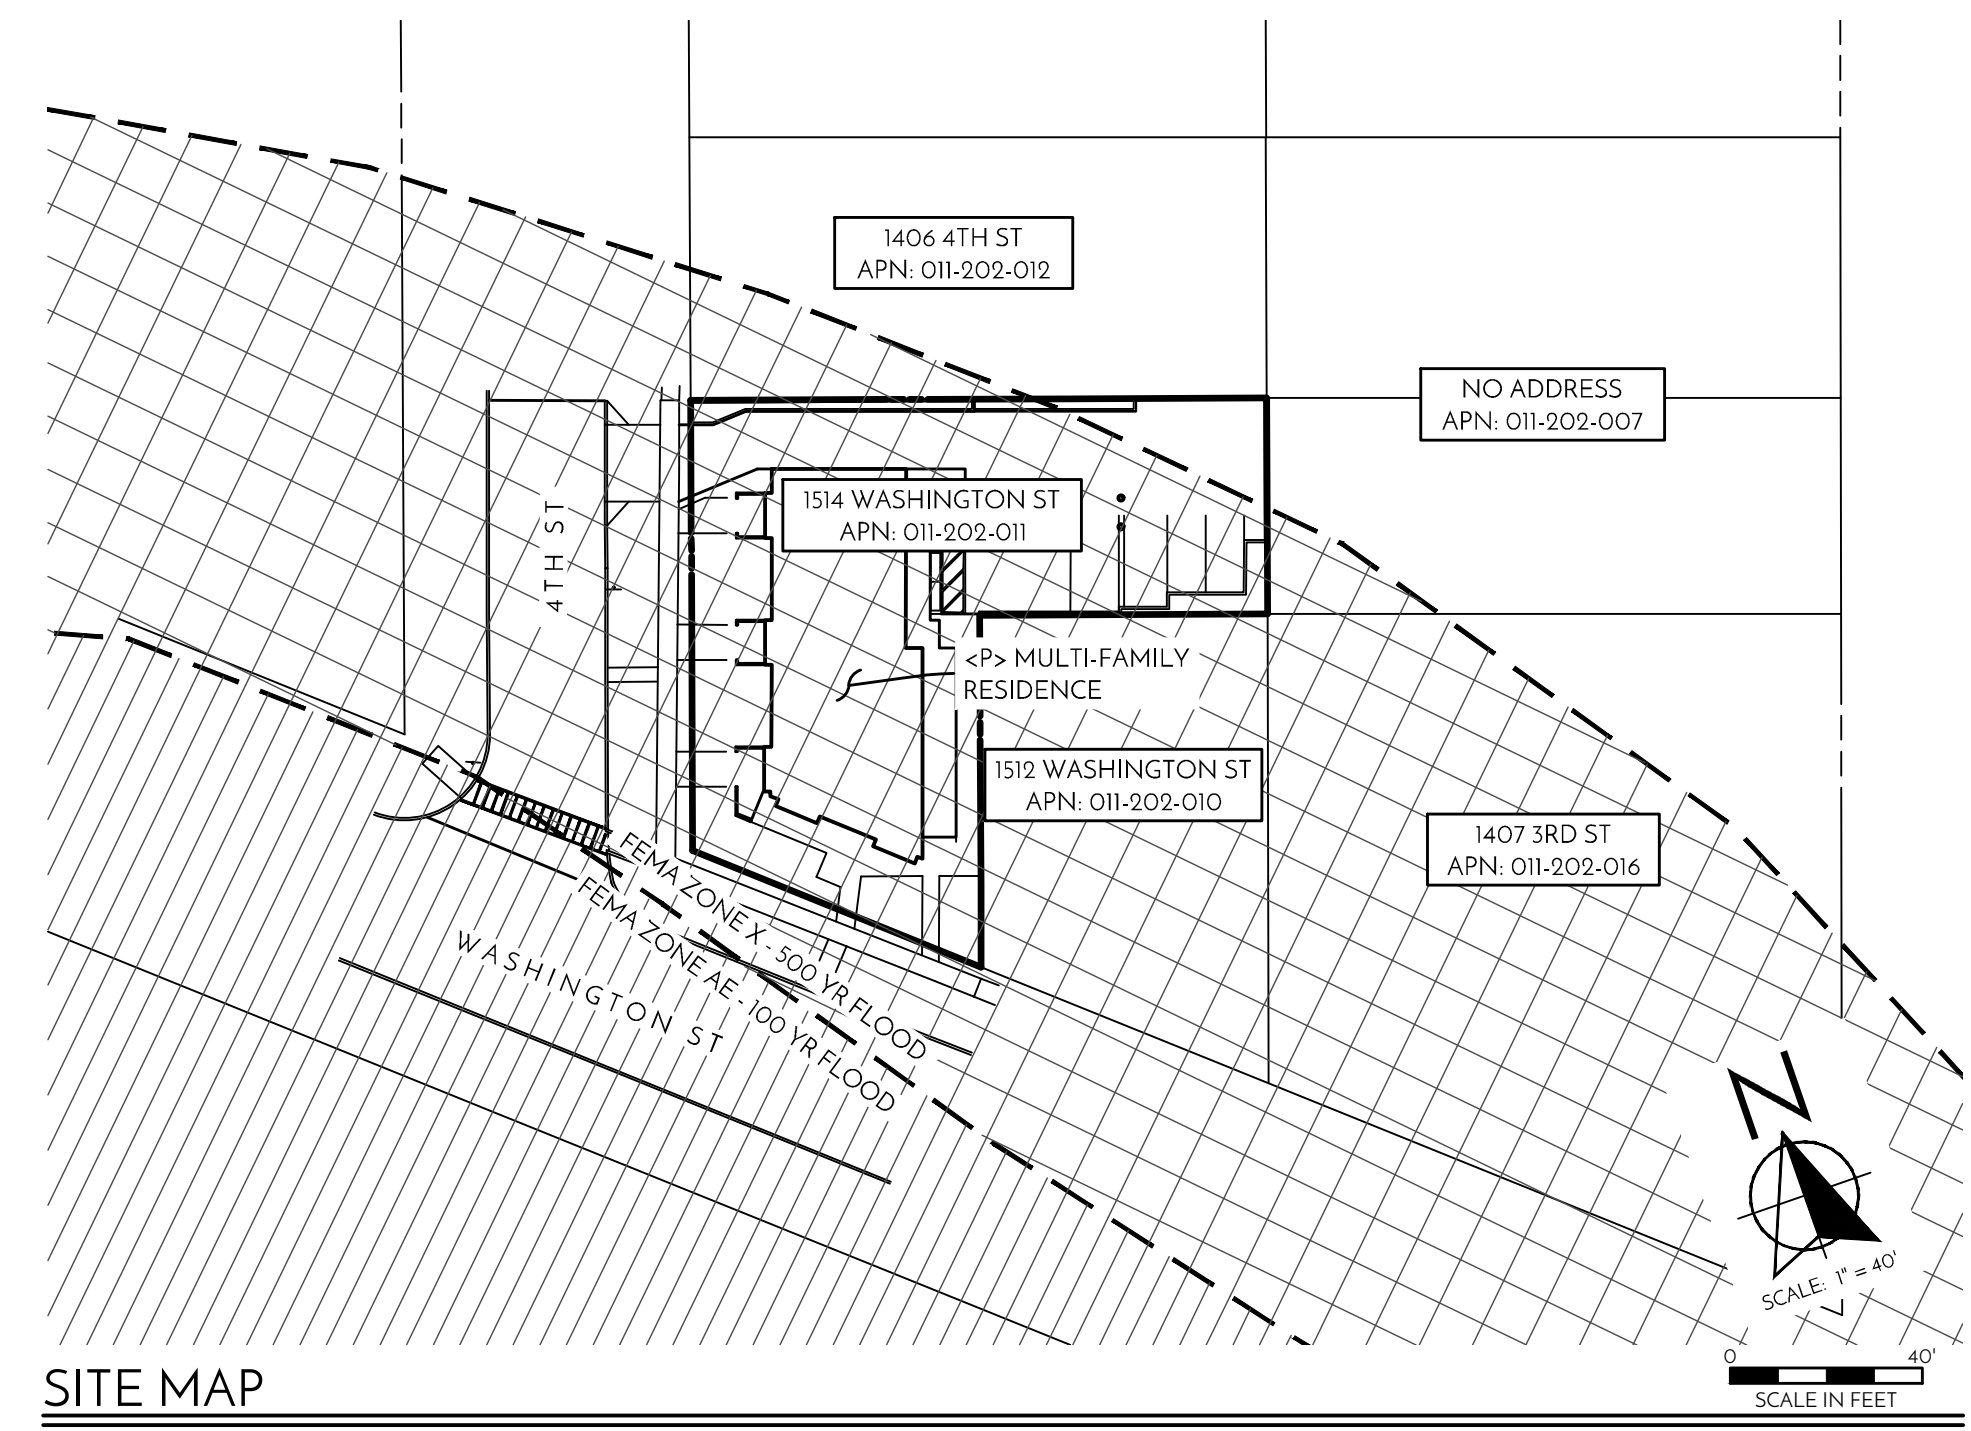 1406 4TH ST
APN: 011-202-012
NO ADDRESS
APN: 011-202-007
1514 WASHINGTON ST
APN: 011-202-011
4TH ST
<P> MULTI-FAMILY
RESIDENCE
1512 WASHINGTON ST
APN: 011-202-010
1407 3RD ST
APN: 011-202-016
FEMA ZONE X - 500 YR FLOOD
FEMA ZONE AE - 100 YR FLOOD
WASHINGTON ST
N
SCALE: 1" = 40'
SITE MAP
0 40'
SCALE IN FEET